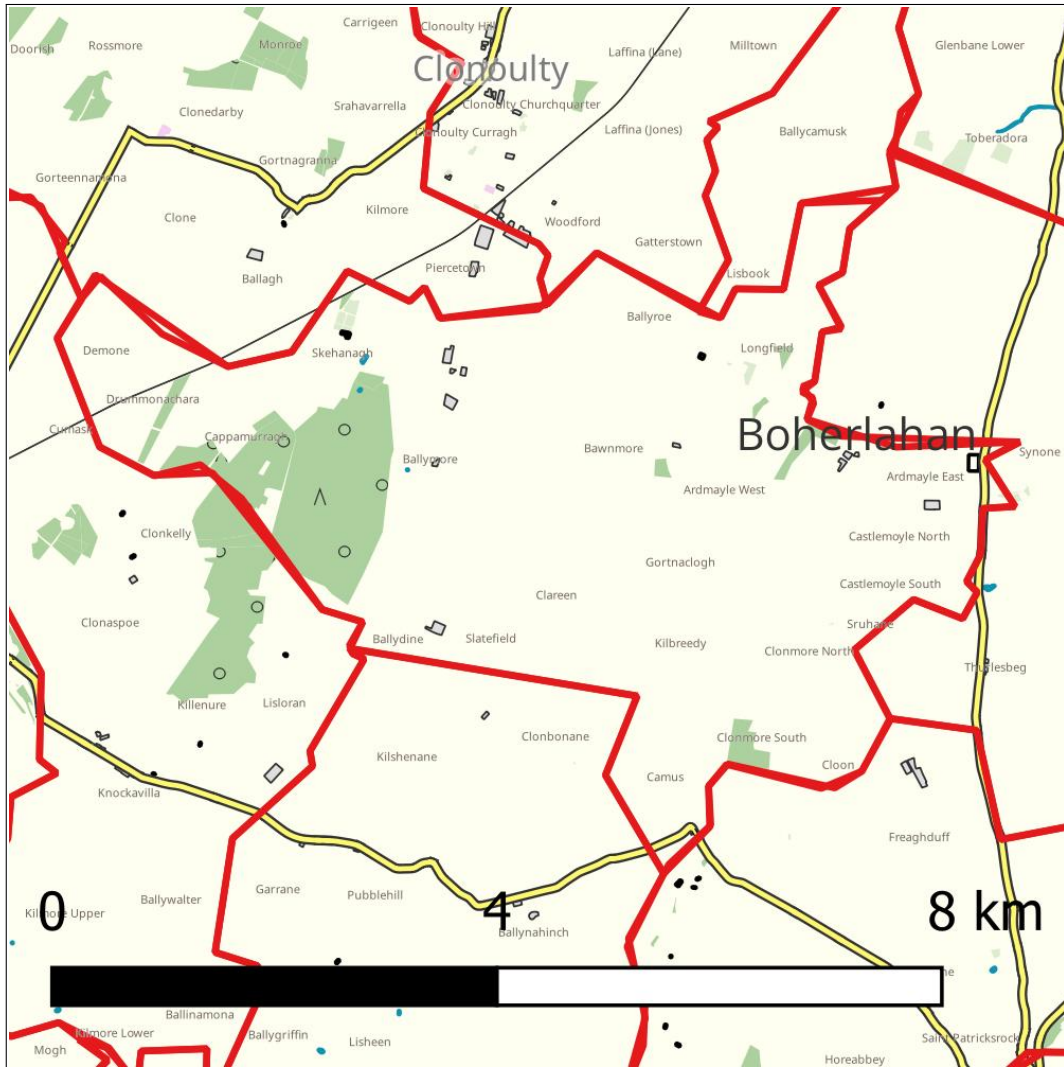 Carrigeen
Clonoulty Hill
Doorish
Rossmore
Monroe
Laffina (Lane)
Milltown
Glenbane Lower
Clonoulty
Clonedarby
Srahavarrella
Clonoulty Churchquarter
Clonoulty Curragh
Laffina (Jones)
Ballycamusk
Toberadora
Gortnagranna
Gorteennamona
Clone
Kilmore
Woodford
Gatterstown
Piercetown
Lisbook
Ballagh
Ballyroe
Demone
Skehanagh
Longfield
Drummonachara
Cumask
Cappamurragh
Boherlahan
Ballymore
Bawnmore
Synone
Ardmayle West
Ardmayle East
Clonkelly
Castlemoyle North
Gortnaclogh
Castlemoyle South
Clareen
Clonaspoe
Sruhane
Ballydine
Slatefield
Kilbreedy
Clonmore North
Thurlesbeg
Killenure
Lisloran
Clonbonane
Clonmore South
Kilshenane
Camus
Cloon
Knockavilla
Freaghduff
Garrane
Pubblehill
Ballywalter
Kilmore Upper
0 4 8 km
Ballynahinch
Ballinamona
Kilmore Lower
Ballygriffin
Lisheen
Saint Patricksrock
Mogh
Horeabbey